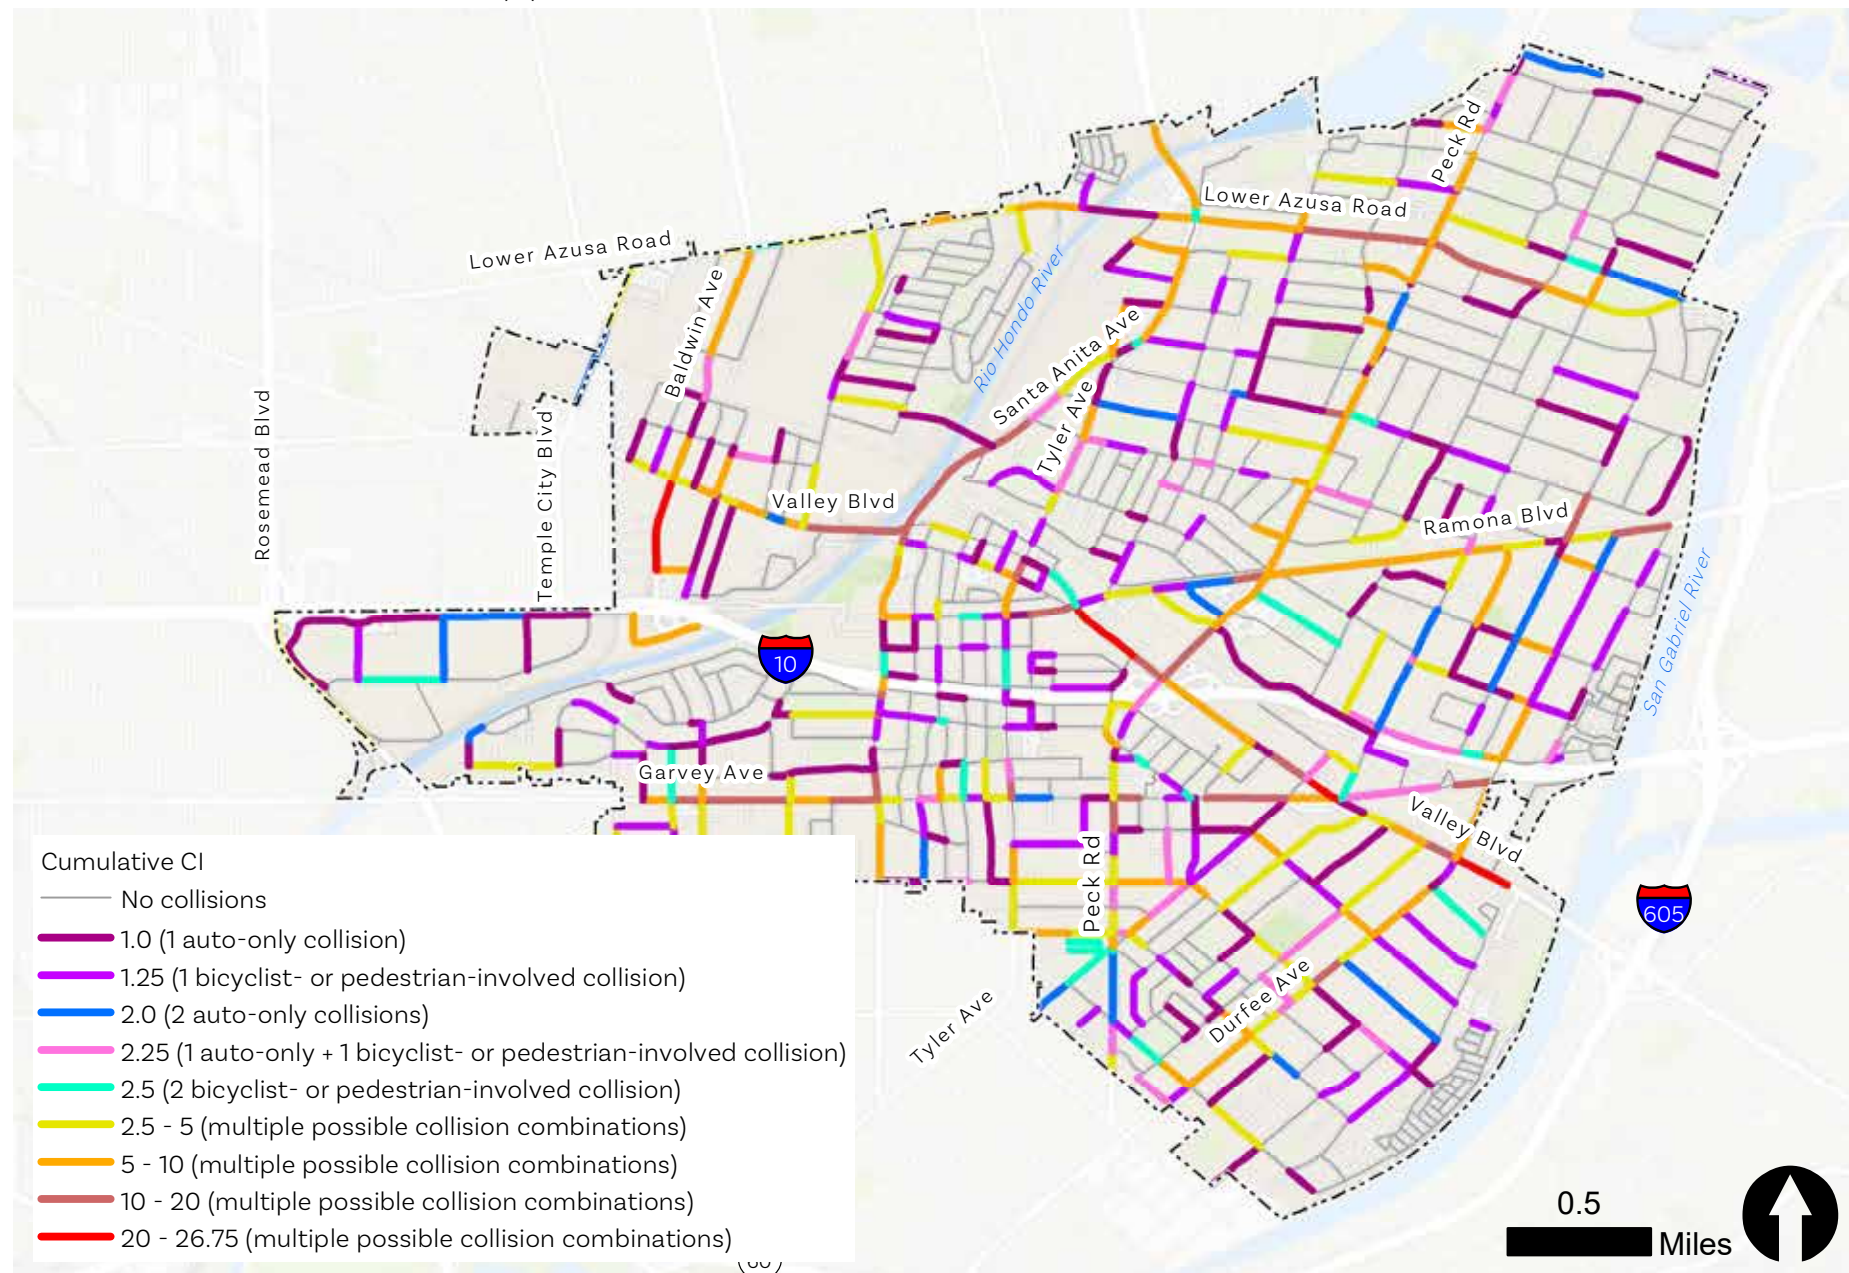 Peck Rd
Lower Azusa Road
Lower Azusa Road
Baldwin Ave
Rio Hondo River
Santa Anita Ave
Tyler Ave
Rosemead Blvd
Temple City Blvd
Valley Blvd
Ramona Blvd
San Gabriel River
10
Garvey Ave
Valley Blvd
Peck Rd
605
Durfee Ave
Tyler Ave
Cumulative CI
No collisions
1.0 (1 auto-only collision)
1.25 (1 bicyclist- or pedestrian-involved collision)
2.0 (2 auto-only collisions)
2.25 (1 auto-only + 1 bicyclist- or pedestrian-involved collision)
2.5 (2 bicyclist- or pedestrian-involved collision)
2.5 - 5 (multiple possible collision combinations)
5 - 10 (multiple possible collision combinations)
10 - 20 (multiple possible collision combinations)
20 - 26.75 (multiple possible collision combinations)
0.5
Miles